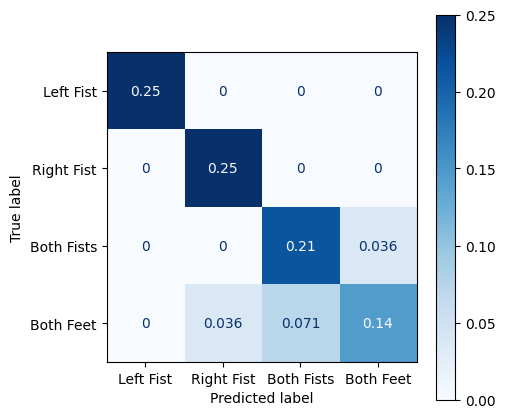 0.25
Left Fist 0.25 0 0 0
0.20
Right Fist 0 0.25 0 0
0.15
True label
0.10
Both Fists 0 0 0.21 0.036
0.05
Both Feet 0 0.036 0.071 0.14
Left Fist Right Fist Both Fists Both Feet
0.00
Predicted label